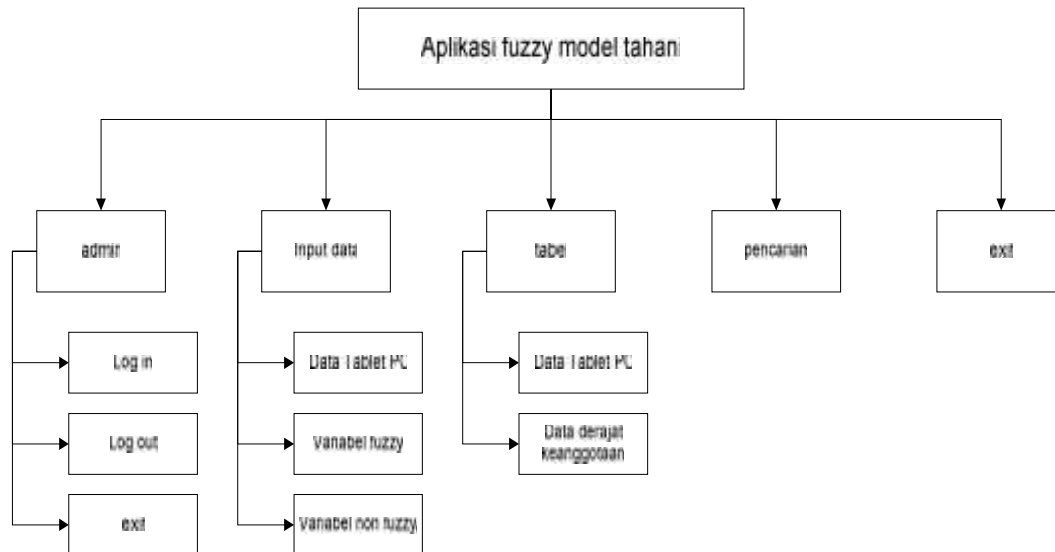 Aplikasi fuzzy model tahani
admin
Input data
tabel
pencarian
exit
Log in
Data Tablet PC
Data Tablet PC
Log out
Variabel fuzzy
Data derajat
keanggotaan
exit
Variabel non fuzzy